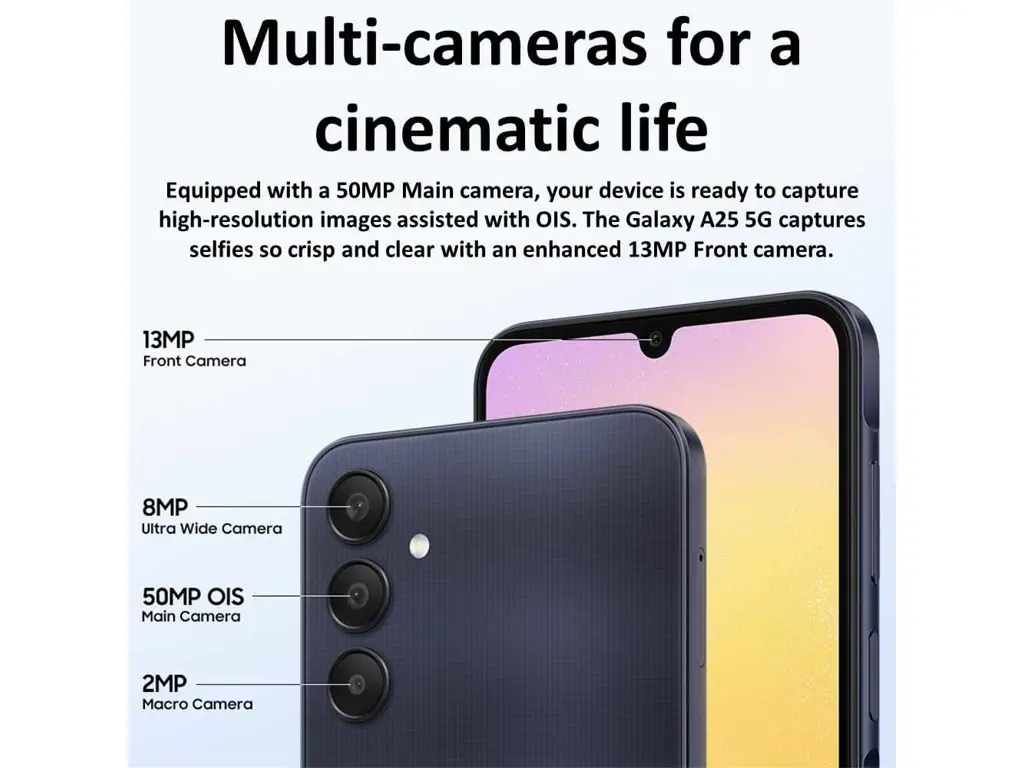 Multi-cameras for a
cinematic life
Equipped with a 50MP Main camera, your device is ready to capture
high-resolution images assisted with OIS. The Galaxy A25 5G captures
selfies so crisp and clear with an enhanced 13MP Front camera.
13MP
Front Camera
8MP
Ultra Wide Camera
50MP OIS
Main Camera
2MP
Macro Camera